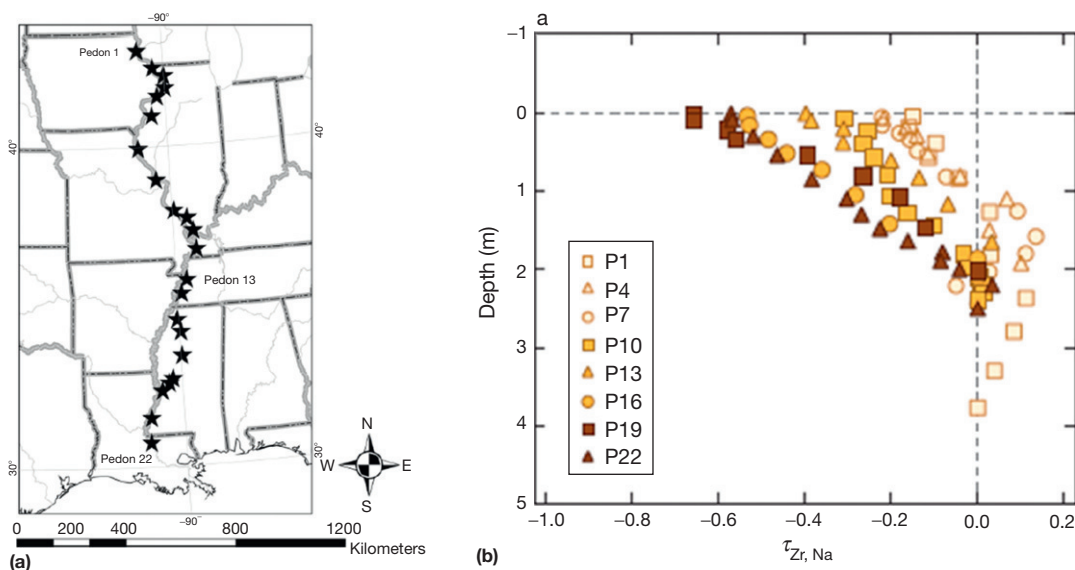 −90°
Pedon 1
40°
40°
Pedon 13
Pedon 22
30°
30°
−90°
N
W E
S
0 200 400 800 1200
Kilometers
(a)
a
−1
0
1
2
3
4
5
Depth (m)
P1
P4
P7
P10
P13
P16
P19
P22
−1.0 −0.8 −0.6 −0.4 −0.2 0.0 0.2
τZr, Na
(b)